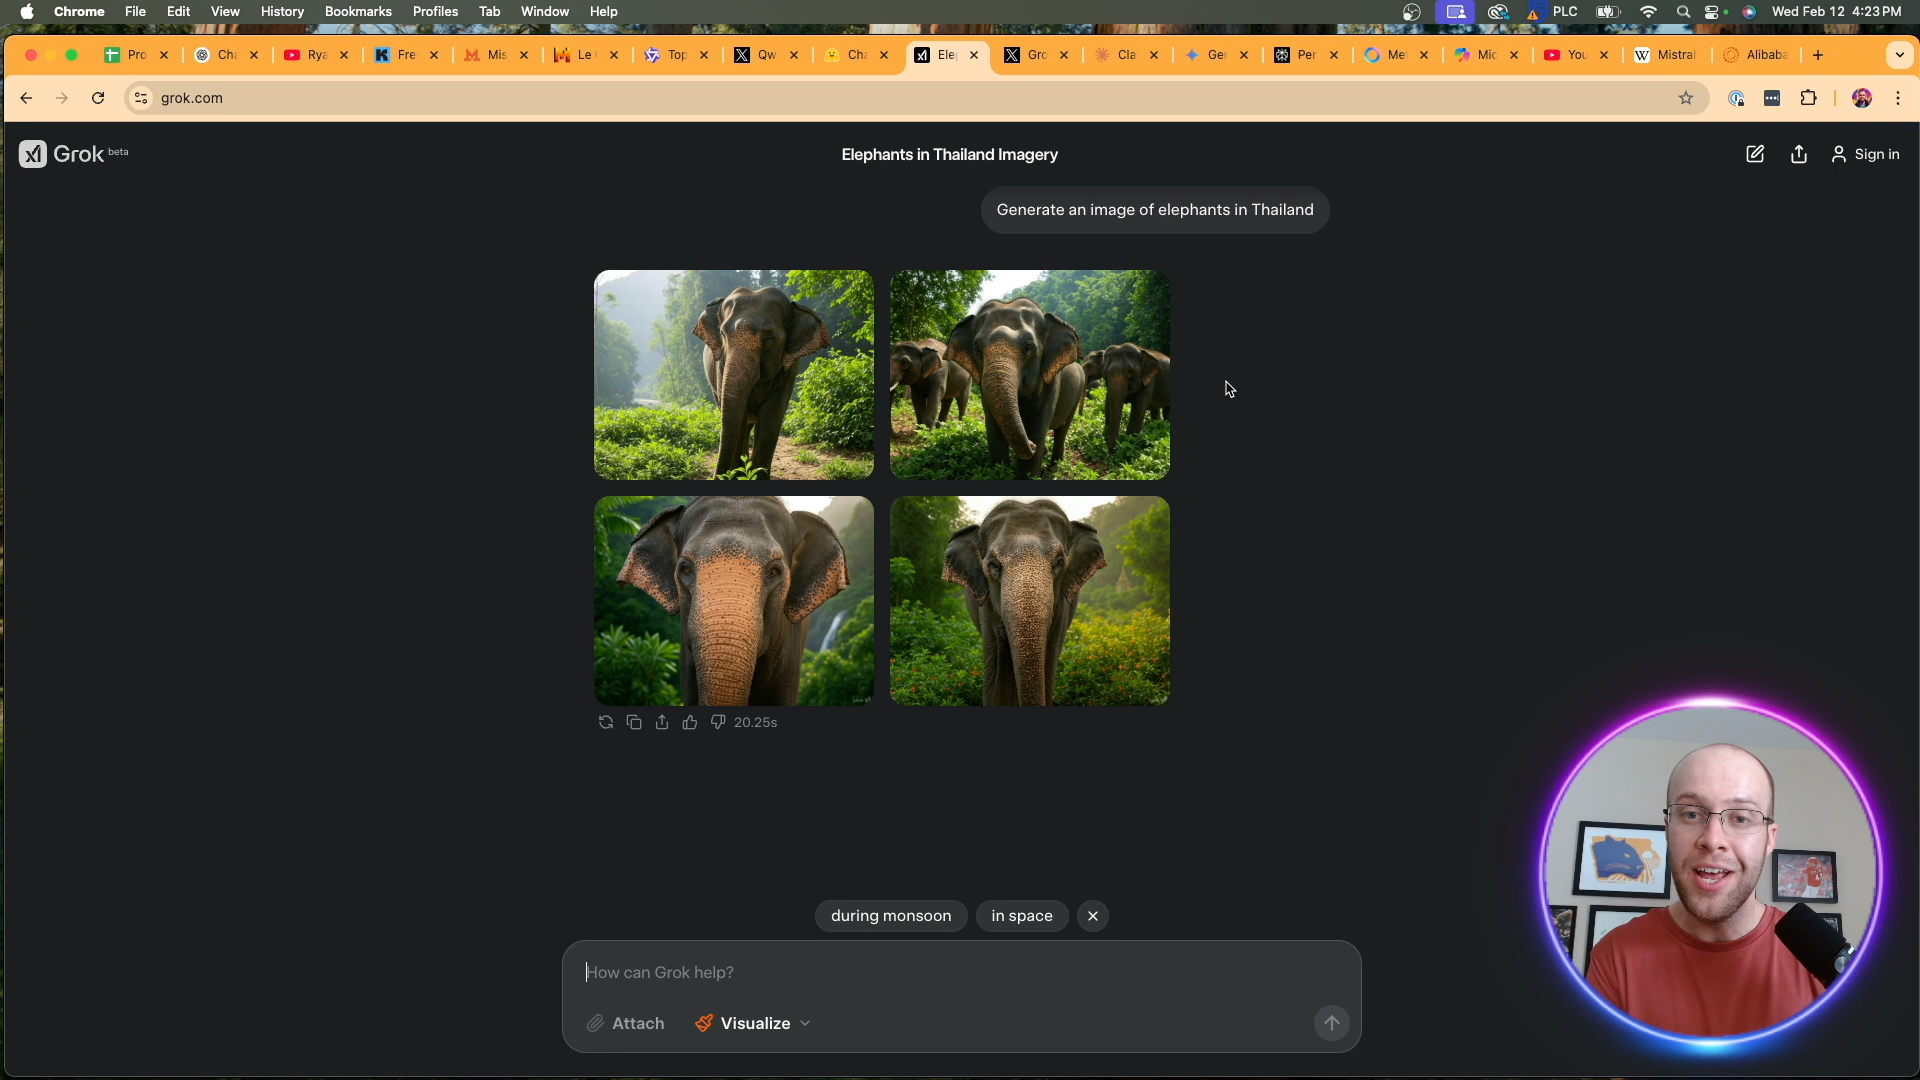 Chrome File Edit View History Bookmarks Profiles Tab Window Help PLC Wed Feb 12 4:23 PM
Pro Cha Rya Fre Mis Le Top Qw Cha Ele Gro Cla Ger Per Me Mic You Mistral Alibaba
grok.com
Grok beta Elephants in Thailand Imagery Sign in
Generate an image of elephants in Thailand
20.25s
during monsoon in space
How can Grok help?
Attach Visualize